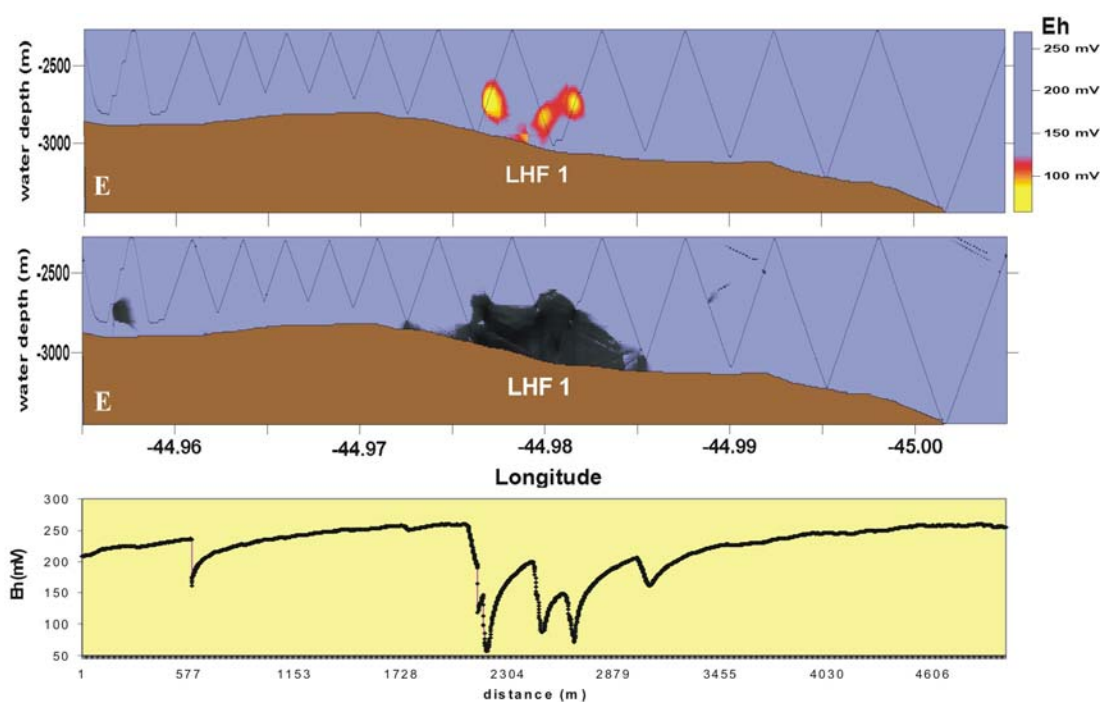 Eh
250 mV
200 mV
150 mV
100 mV
water depth (m)
-2500
-3000
E
LHF 1
water depth (m)
-2500
-3000
E
LHF 1
-44.96 -44.97 -44.98 -44.99 -45.00
Longitude
Eh(mV)
300
250
200
150
100
50
1 577 1153 1728 2304 2879 3455 4030 4606
distance (m)